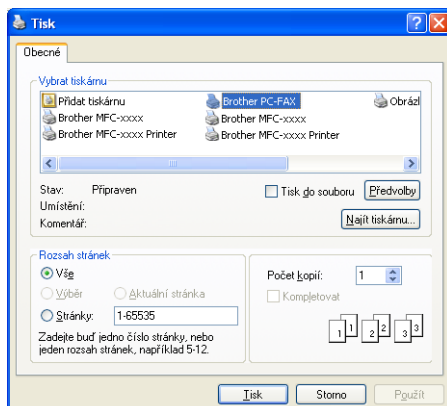 Tisk
Obecné
Vybrat tiskárnu
Přidat tiskárnu
Brother PC-FAX
Obrázl
Brother MFC-xxxx
Brother MFC-xxxx
Brother MFC-xxxx Printer
Brother MFC-xxxx Printer
Stav: Připraven
Tisk do souboru
Předvolby
Umístění:
Komentář:
Najít tiskárnu...
Rozsah stránek
Vše
Počet kopií: 1
Výběr
Aktuální stránka
Kompletovat
Stránky: 1-65535
Zadejte buď jedno číslo stránky, nebo
jeden rozsah stránek, například 5-12.
1 1 2 2 3 3
Tisk Storno Použít